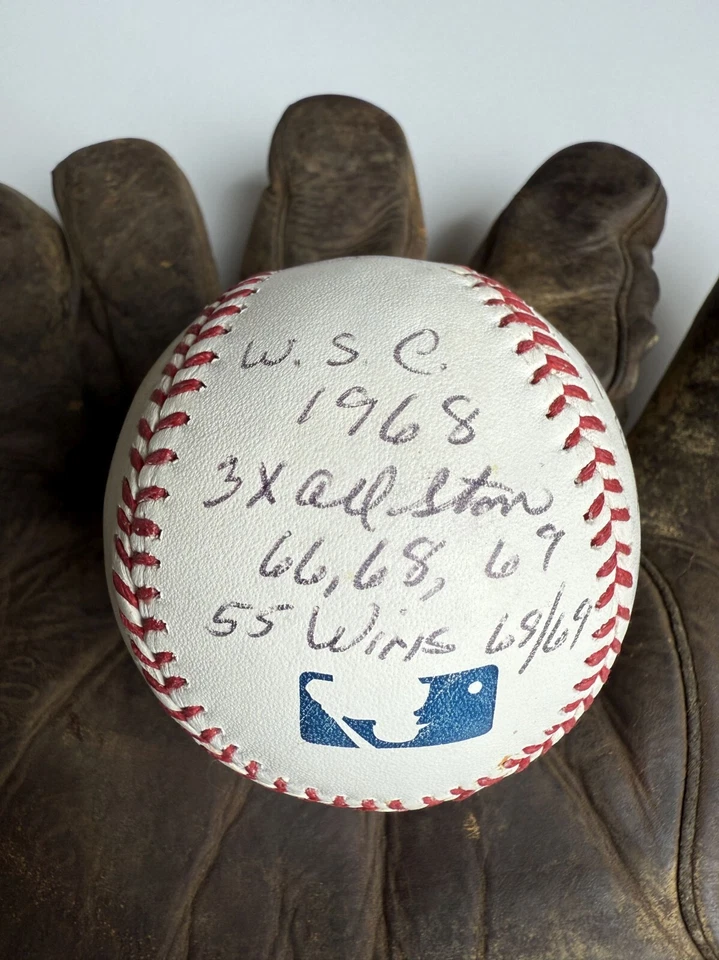 W. S. C.
1968
3X all Star
66, 68, 69
55 Wins 68/69